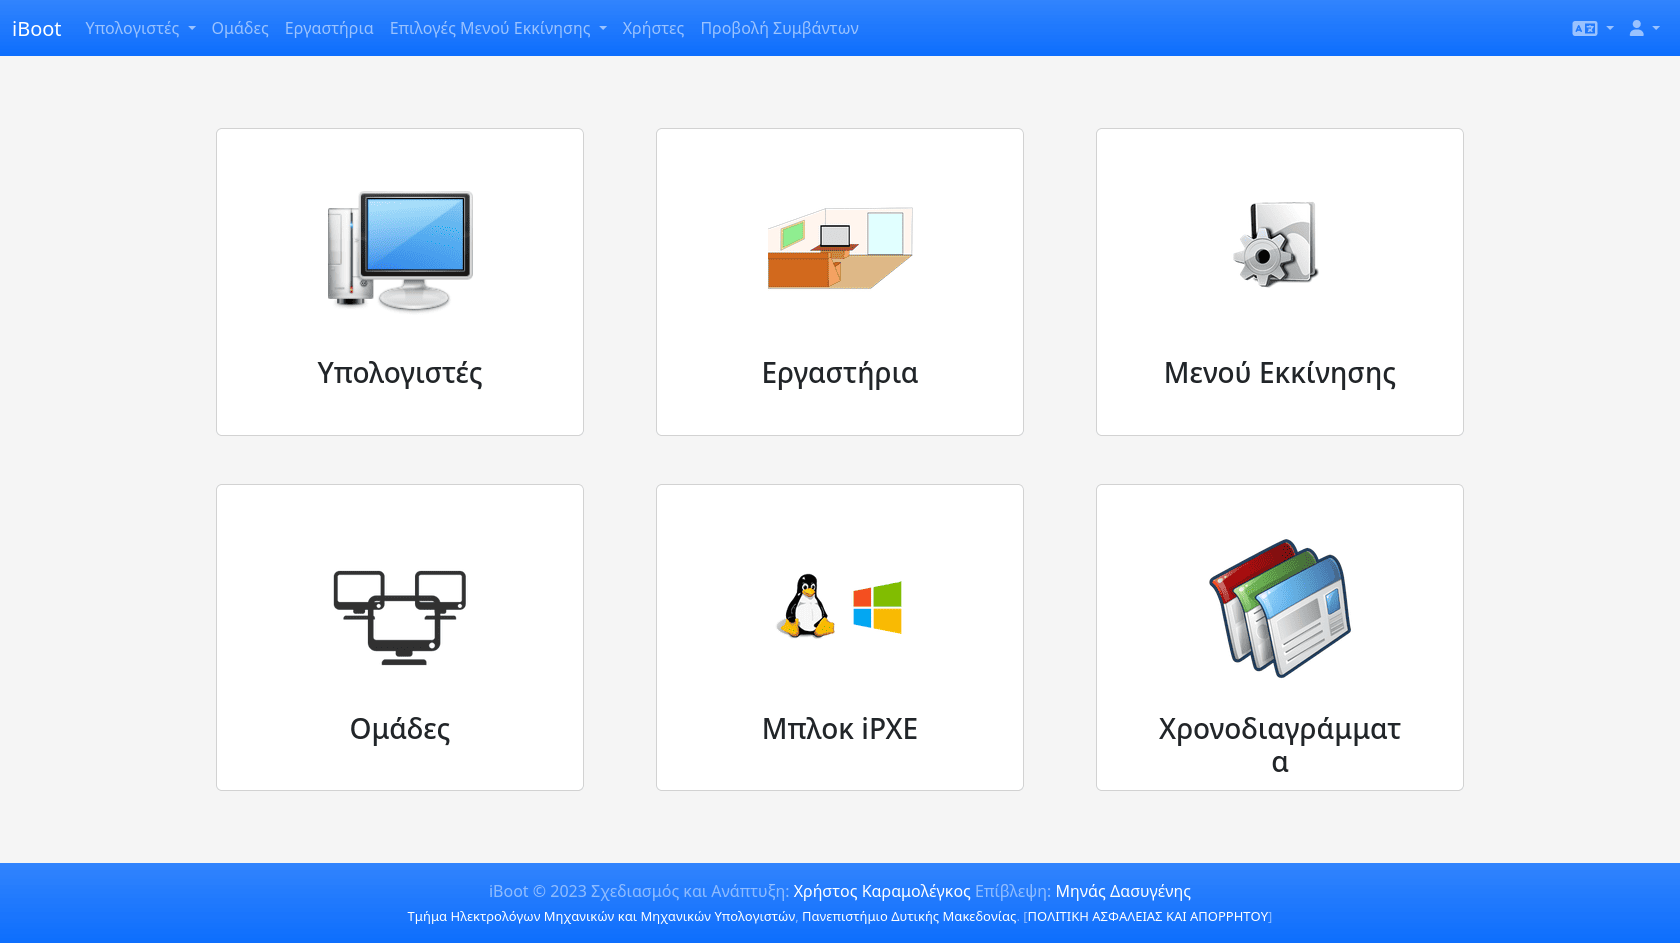 iBoot Υπολογιστές Ομάδες Εργαστήρια Επιλογές Μενού Εκκίνησης Χρήστες Προβολή Συμβάντων
Υπολογιστές
Εργαστήρια
Μενού Εκκίνησης
Ομάδες
Μπλοκ iPXE
Χρονοδιαγράμματ
α
iBoot © 2023 Σχεδιασμός και Ανάπτυξη: Χρήστος Καραμολέγκος Επίβλεψη: Μηνάς Δασυγένης
Τμήμα Ηλεκτρολόγων Μηχανικών και Μηχανικών Υπολογιστών, Πανεπιστήμιο Δυτικής Μακεδονίας. [ΠΟΛΙΤΙΚΗ ΑΣΦΑΛΕΙΑΣ ΚΑΙ ΑΠΟΡΡΗΤΟΥ]